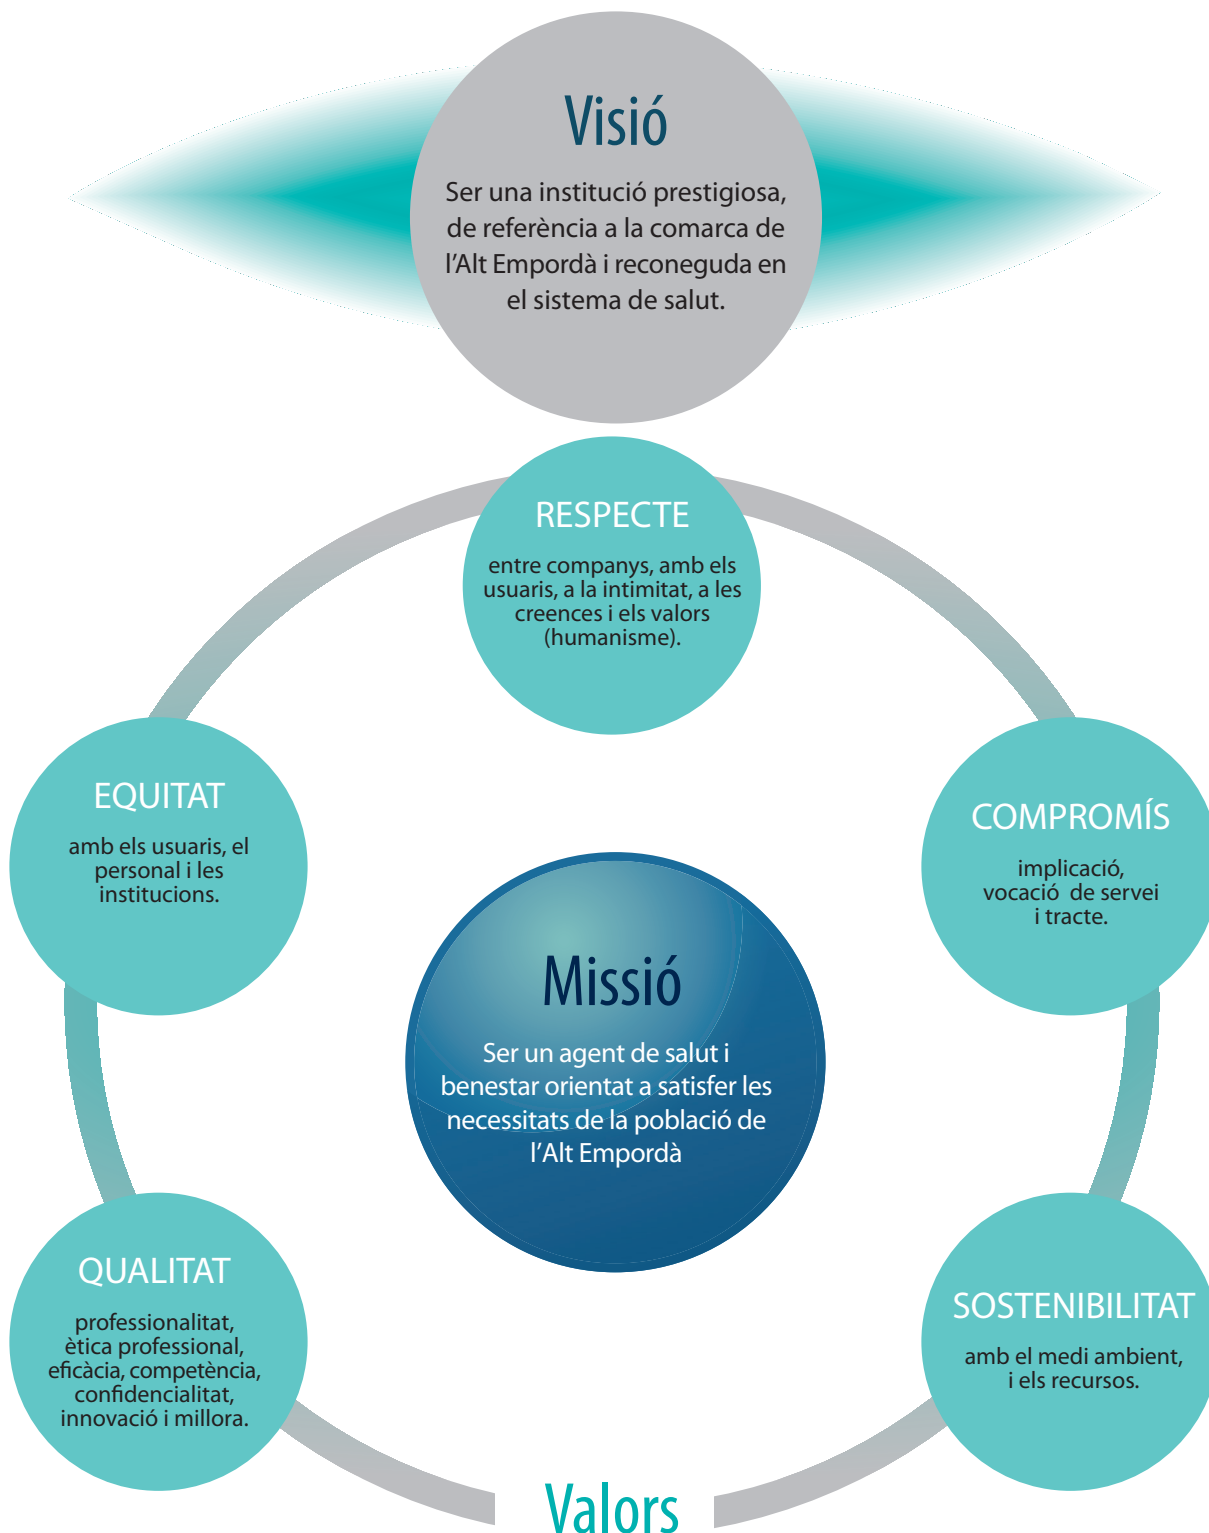 Visió
Ser una institució prestigiosa,
de referència a la comarca de
l'Alt Empordà i reconeguda en
el sistema de salut.
RESPECTE
entre companys, amb els
usuaris, a la intimitat, a les
creences i els valors
(humanisme).
EQUITAT
amb els usuaris, el
personal i les
institucions.
COMPROMÍS
implicació,
vocació de servei
i tracte.
Missió
Ser un agent de salut i
benestar orientat a satisfer les
necessitats de la població de
l'Alt Empordà
QUALITAT
professionalitat,
ètica professional,
eficàcia, competència,
confidencialitat,
innovació i millora.
SOSTENIBILITAT
amb el medi ambient,
i els recursos.
Valors